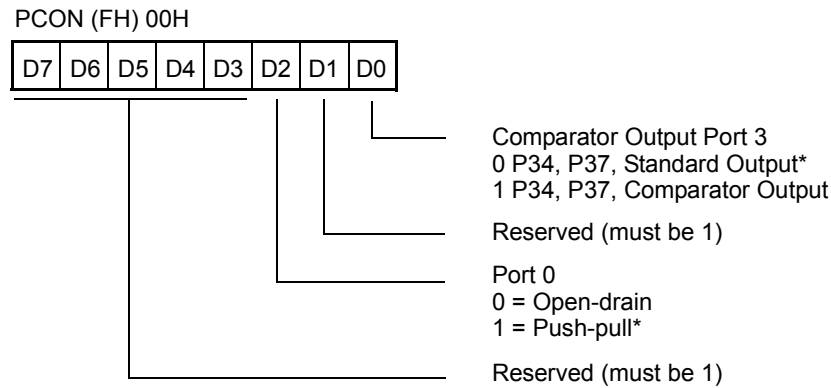 PCON (FH) 00H
D7 D6 D5 D4 D3 D2 D1 D0
Comparator Output Port 3
0 P34, P37, Standard Output*
1 P34, P37, Comparator Output
Reserved (must be 1)
Port 0
0 = Open-drain
1 = Push-pull*
Reserved (must be 1)